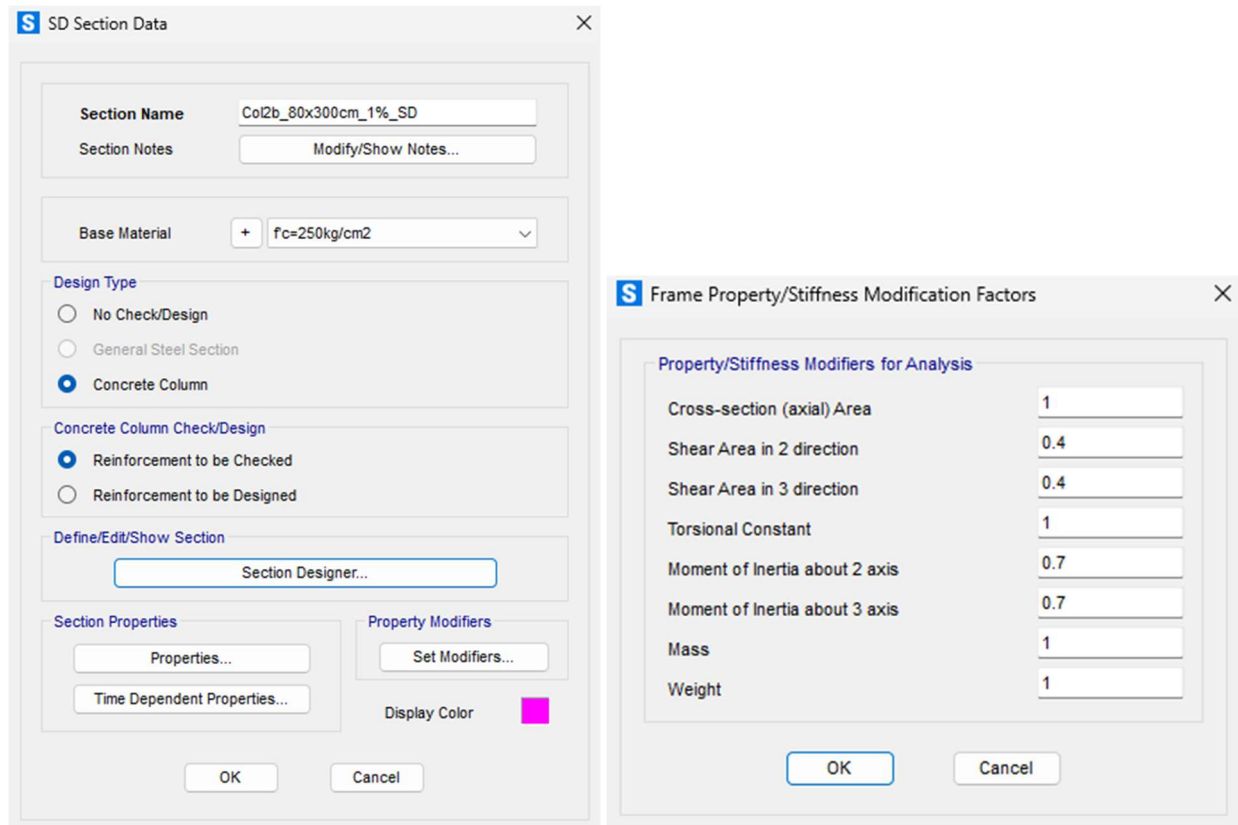 S SD Section Data
Section Name Col2b_80x300cm_1%_SD
Section Notes Modify/Show Notes...
Base Material + f'c=250kg/cm2
Design Type
No Check/Design
General Steel Section
Concrete Column
Concrete Column Check/Design
Reinforcement to be Checked
Reinforcement to be Designed
Define/Edit/Show Section
Section Designer...
Section Properties
Properties...
Time Dependent Properties...
Property Modifiers
Set Modifiers...
Display Color
OK Cancel
S Frame Property/Stiffness Modification Factors
Property/Stiffness Modifiers for Analysis
Cross-section (axial) Area 1
Shear Area in 2 direction 0.4
Shear Area in 3 direction 0.4
Torsional Constant 1
Moment of Inertia about 2 axis 0.7
Moment of Inertia about 3 axis 0.7
Mass 1
Weight 1
OK Cancel